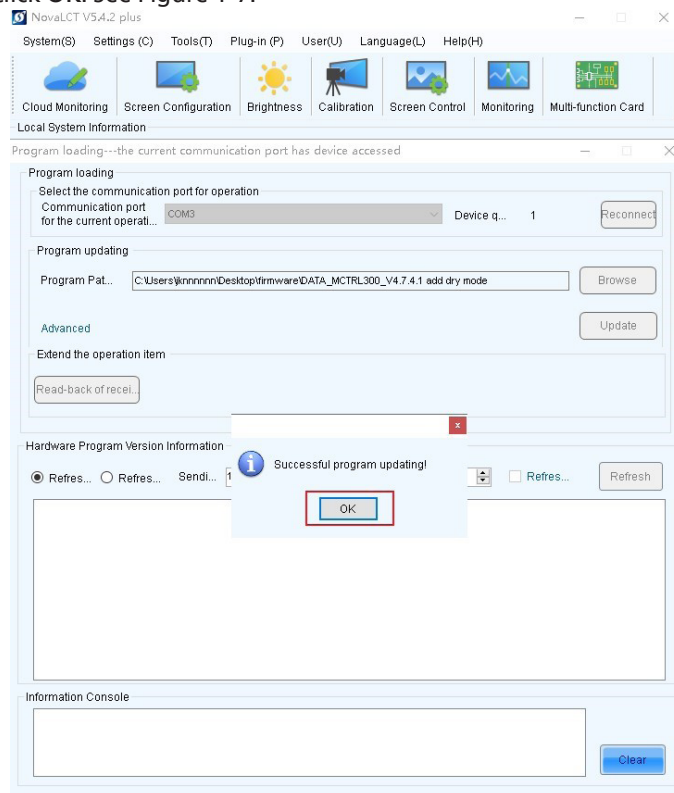 click OK. see Figure 4-7.
NovaLCT V5.4.2 plus
System(S) Settings (C) Tools(T) Plug-in (P) User(U) Language(L) Help(H)
Cloud Monitoring Screen Configuration Brightness Calibration Screen Control Monitoring Multi-function Card
Local System Information
Program loading---the current communication port has device accessed
Program loading
Select the communication port for operation
Communication port
for the current operati... COM3 Device q... 1 Reconnect
Program updating
Program Pat... C:\Users\jknnnnnn\Desktop\firmware\DATA_MCTRL300_V4.7.4.1 add dry mode Browse
Advanced Update
Extend the operation item
Read-back of recei...
Hardware Program Version Information
Refres... Refres... Sendi... 1 Refres... Refresh
x
Successful program updating!
OK
Information Console
Clear